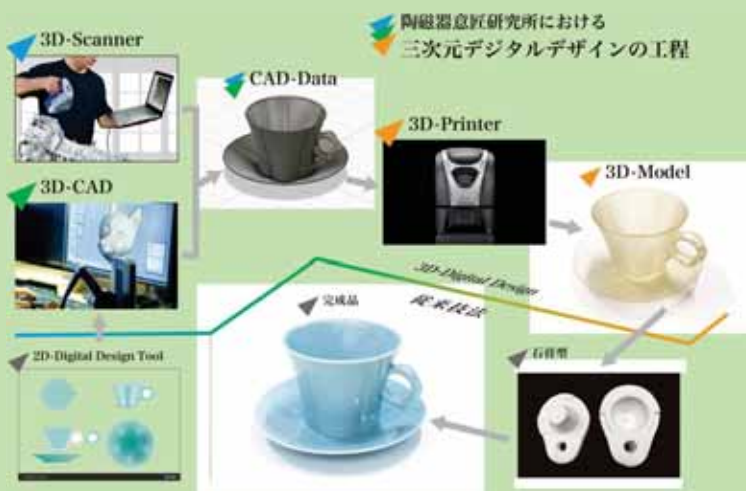 陶磁器意匠研究所における
三次元デジタルデザインの工程
3D-Scanner
CAD-Data
3D-Printer
3D-Model
3D-CAD
3D-Digital Design
従来技法
完成品
2D-Digital Design Tool
石膏型